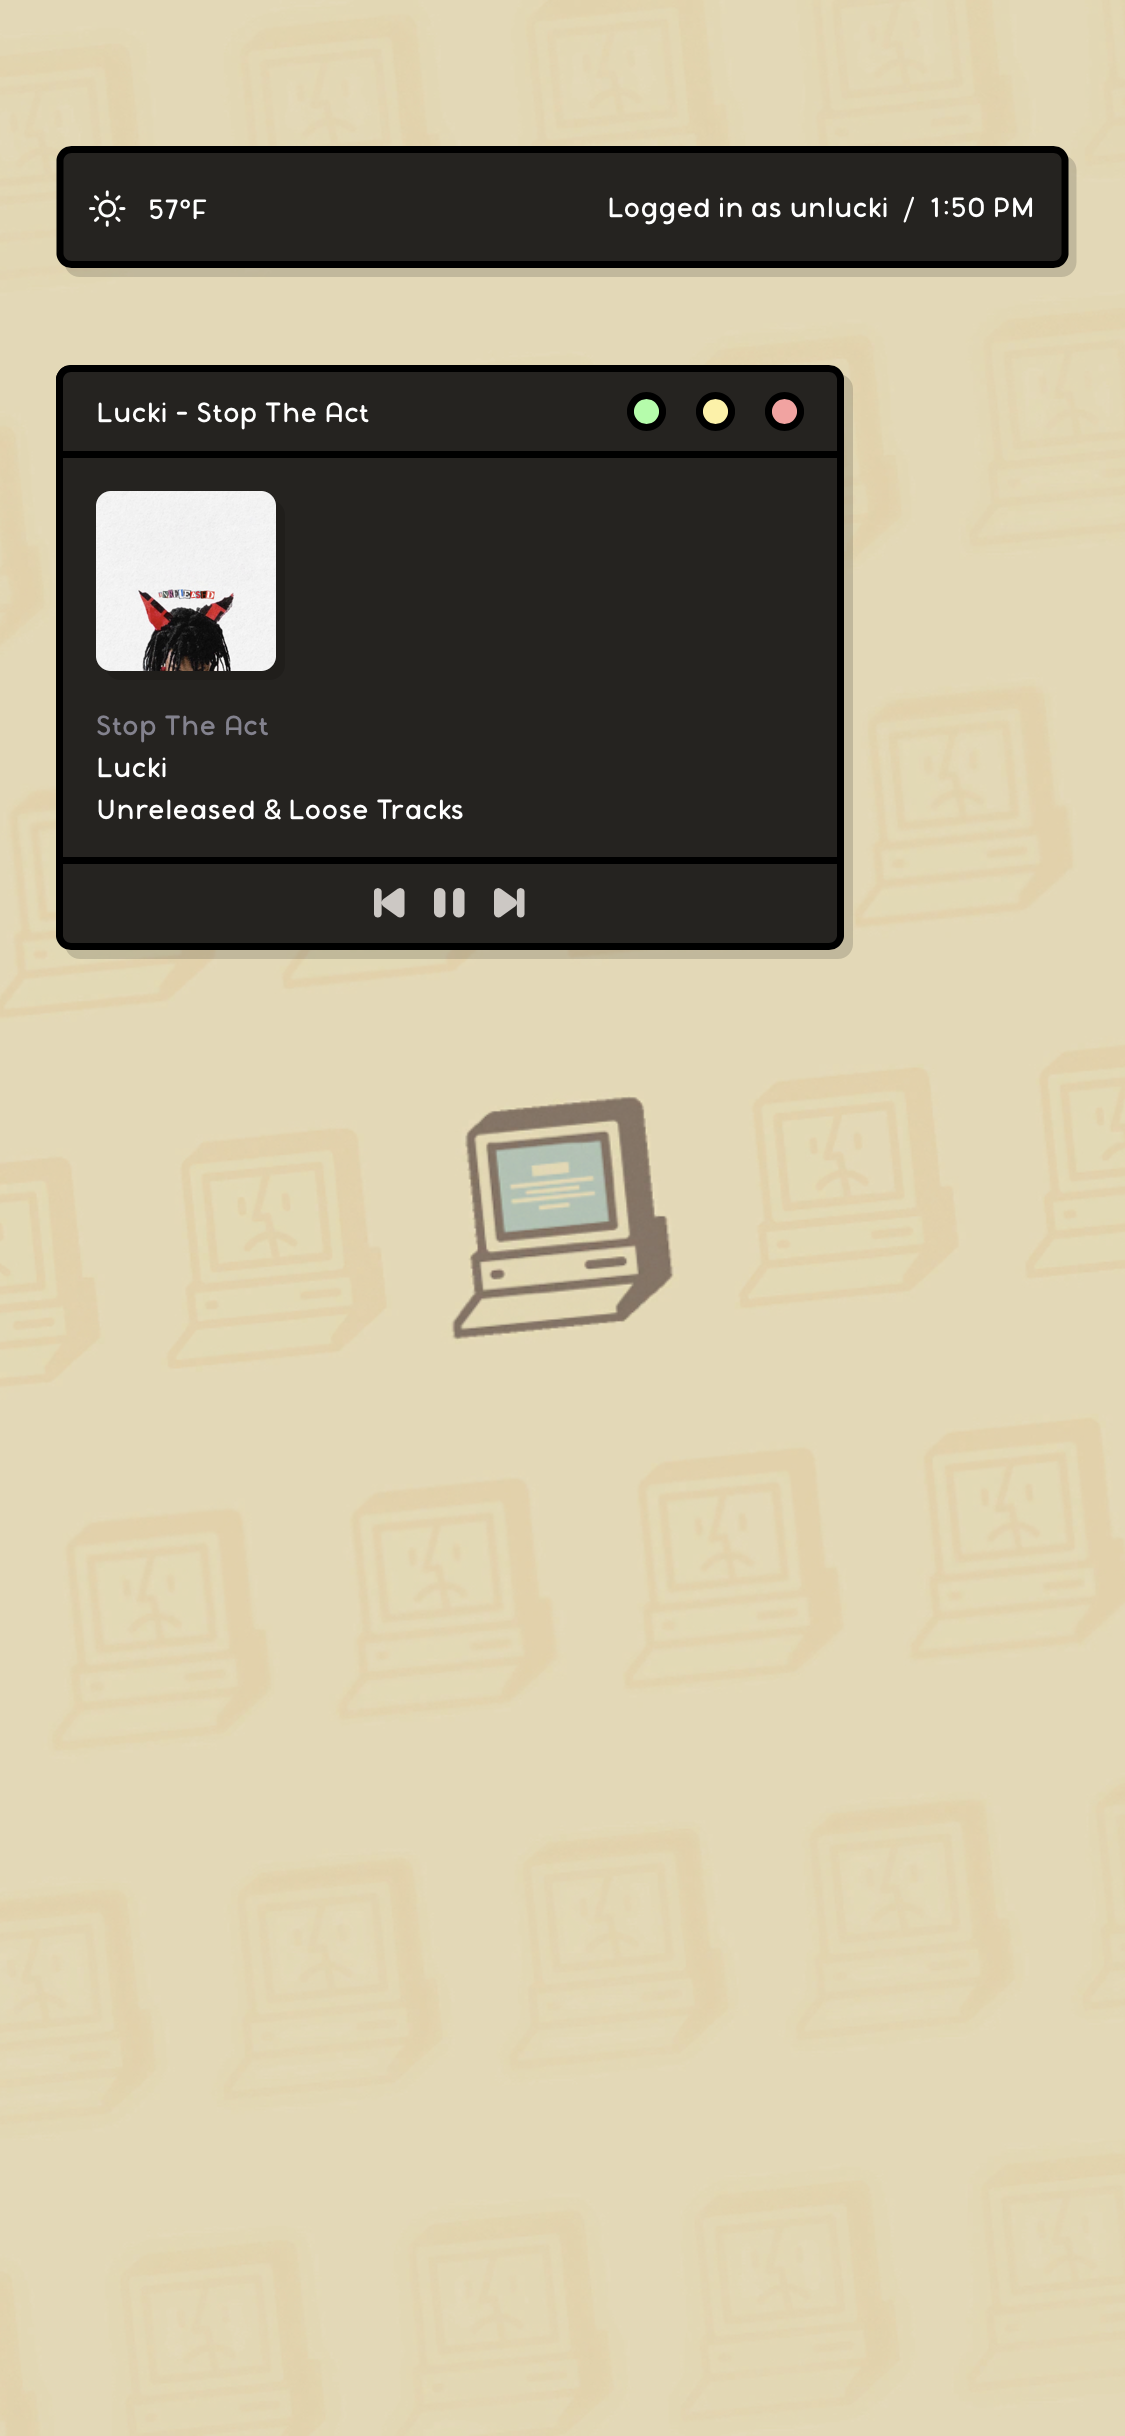 57°F
Logged in as unlucki / 1:50 PM
Lucki - Stop The Act
UNRELEASED
Stop The Act
Lucki
Unreleased & Loose Tracks